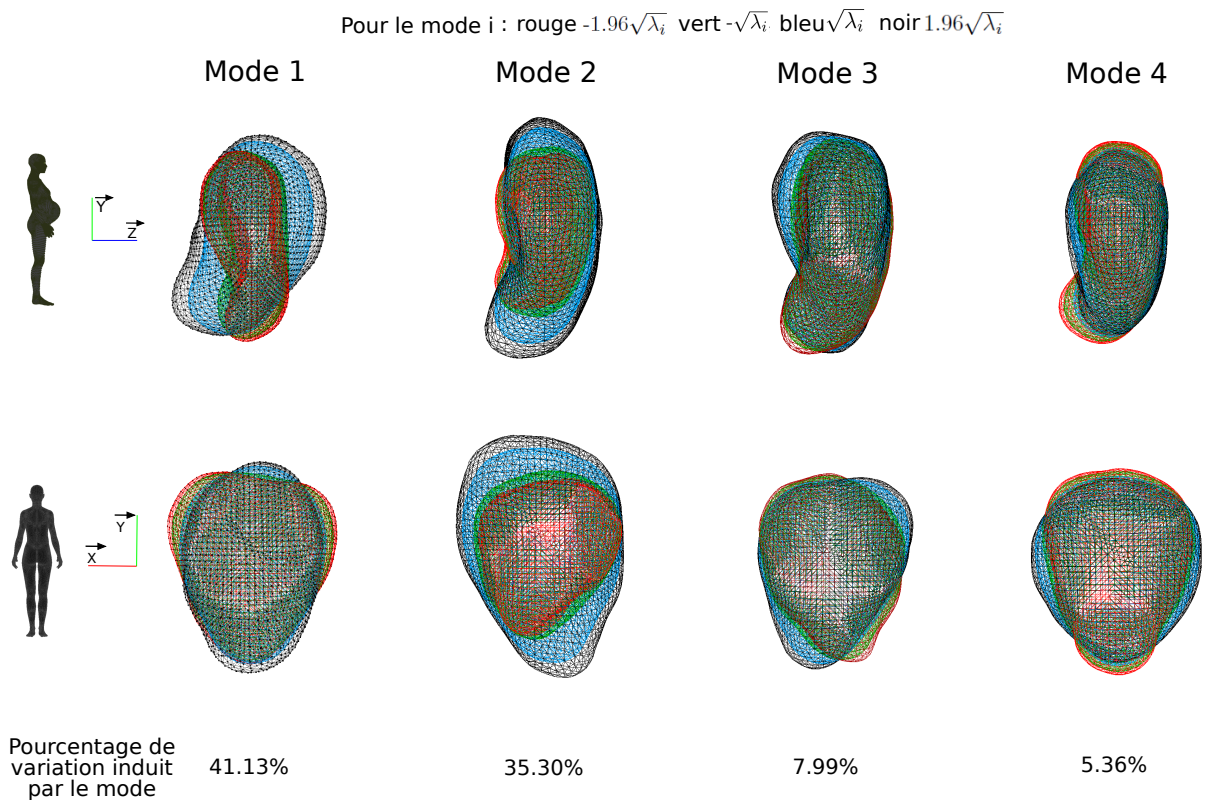 Pour le mode i : rouge -1.96√λᵢ vert -√λᵢ bleu √λᵢ noir 1.96√λᵢ
Mode 1 Mode 2 Mode 3 Mode 4
Y
Z
Y
X
Pourcentage de
variation induit
par le mode
41.13% 35.30% 7.99% 5.36%